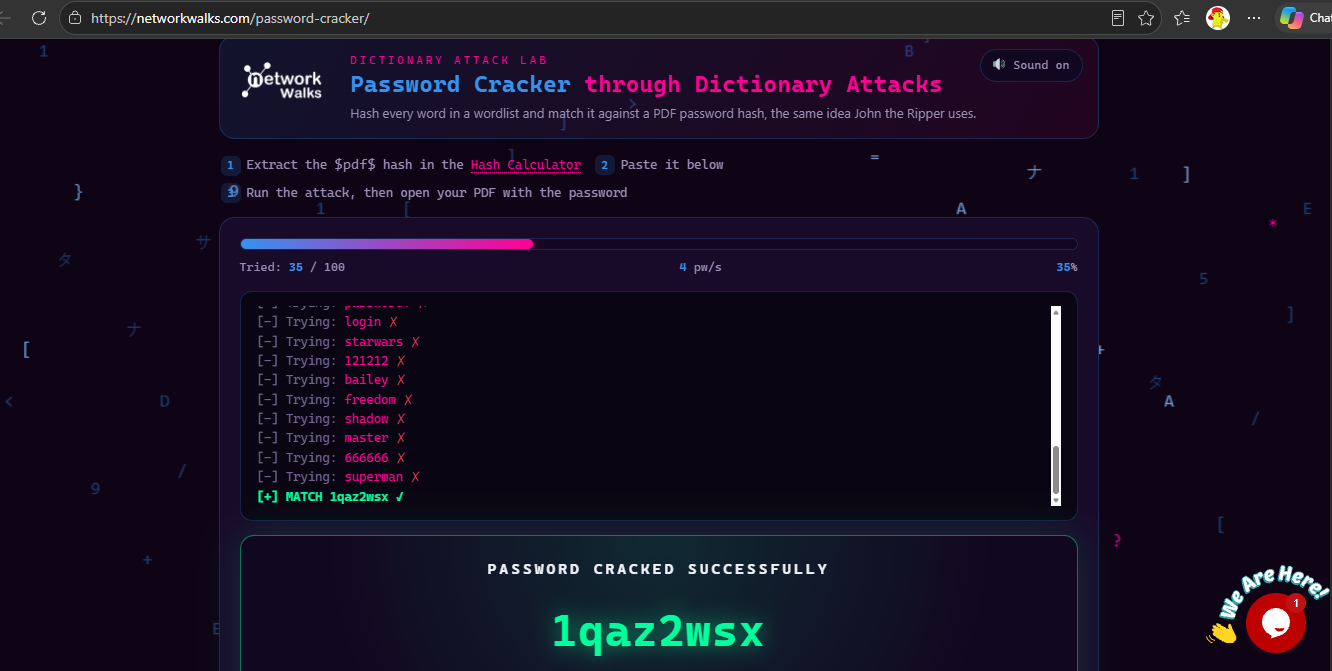 https://networkwalks.com/password-cracker/
Chat
network
Walks
DICTIONARY ATTACK LAB
Password Cracker through Dictionary Attacks
Hash every word in a wordlist and match it against a PDF password hash, the same idea John the Ripper uses.
Sound on
1 Extract the $pdf$ hash in the Hash Calculator 2 Paste it below
Run the attack, then open your PDF with the password
Tried: 35 / 100
4 pw/s
35%
[-] Trying: login ✗
[-] Trying: starwars ✗
[-] Trying: 121212 ✗
[-] Trying: bailey ✗
[-] Trying: freedom ✗
[-] Trying: shadow ✗
[-] Trying: master ✗
[-] Trying: 666666 ✗
[-] Trying: superman ✗
[+] MATCH 1qaz2wsx ✓
PASSWORD CRACKED SUCCESSFULLY
1qaz2wsx
We Are Here!
1